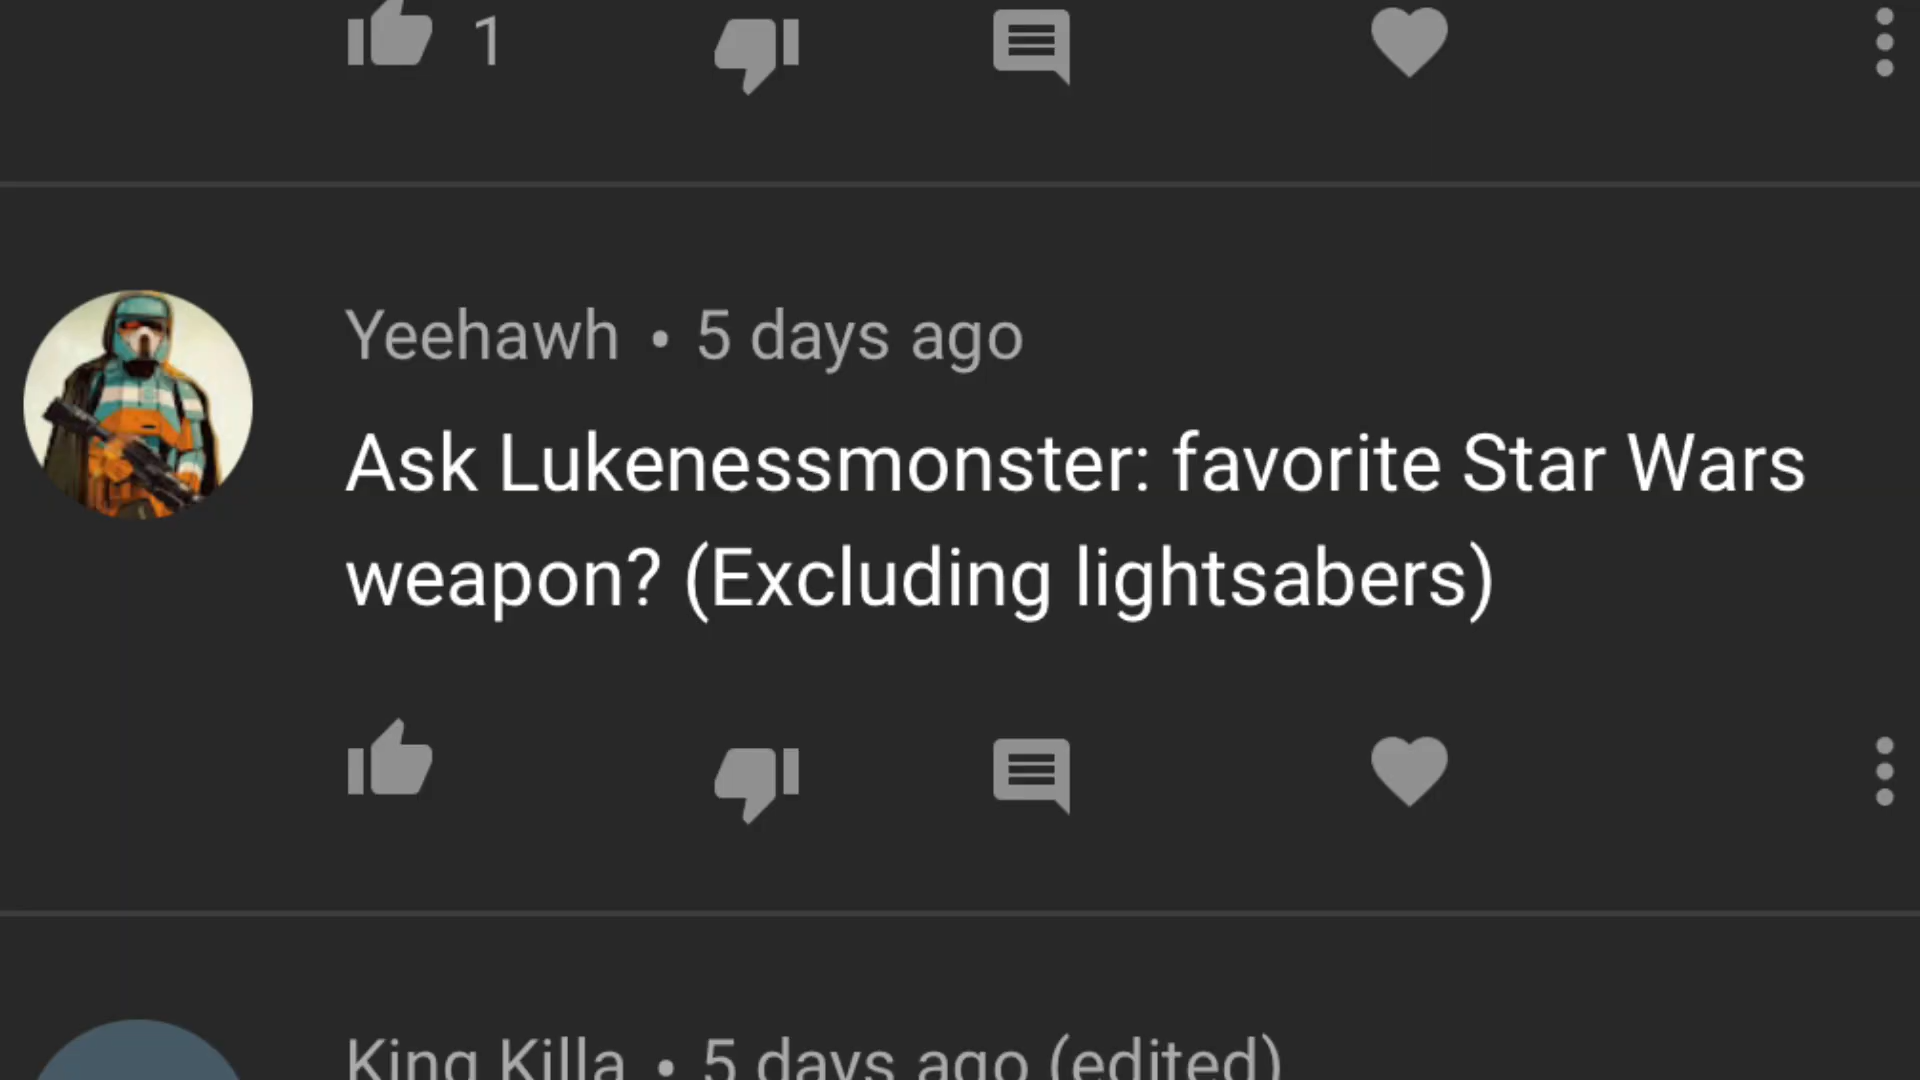 1
Yeehawh • 5 days ago
Ask Lukenessmonster: favorite Star Wars
weapon? (Excluding lightsabers)
King Killa • 5 days ago (edited)